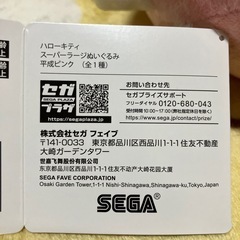 ハローキティ
スーパーラージぬいぐるみ
平成ピンク（全1種）
セガ
SEGA PLAZA
プラザ
https://segaplaza.jp
お問い合わせ先
セガプライズサポート
フリーダイヤル 0120-680-043
https://www.sega.jp/contact/prize/
株式会社セガ フェイブ
〒141-0033 東京都品川区西品川1-1-1住友不動産
大崎ガーデンタワー
世嘉飞舞股份有限公司
东京都品川区西品川1-1-1住友不动产大崎花园大厦
SEGA FAVE CORPORATION
Osaki Garden Tower,1-1-1 Nishi-Shinagawa,Shinagawa-ku,Tokyo,Japan
SEGA